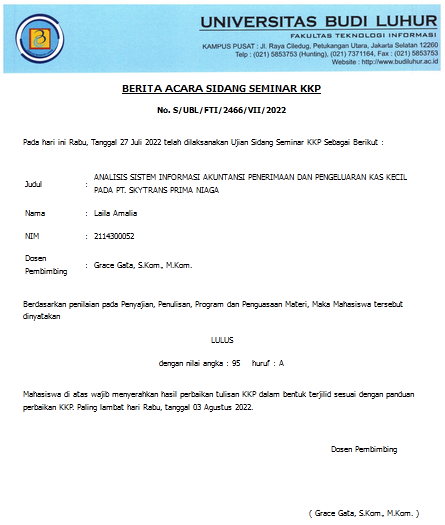 UNIVERSITAS BUDI LUHUR
FAKULTAS TEKNOLOGI INFORMASI
KAMPUS PUSAT : Jl. Raya Ciledug, Petukangan Utara, Jakarta Selatan 12260
Telp : (021) 5853753 (Hunting), (021) 7371164, Fax : (021) 5853753
Website : http://www.budiluhur.ac.id
BERITA ACARA SIDANG SEMINAR KKP
No. S/UBL/FTI/2466/VII/2022
Pada hari ini Rabu, Tanggal 27 Juli 2022 telah dilaksanakan Ujian Sidang Seminar KKP Sebagai Berikut :
Judul : ANALISIS SISTEM INFORMASI AKUNTANSI PENERIMAAN DAN PENGELUARAN KAS KECIL
PADA PT. SKYTRANS PRIMA NIAGA
Nama : Laila Amalia
NIM : 2114300052
Dosen
Pembimbing : Grace Gata, S.Kom., M.Kom.
Berdasarkan penilaian pada Penyajian, Penulisan, Program dan Penguasaan Materi, Maka Mahasiswa tersebut
dinyatakan
LULUS
dengan nilai angka : 95 huruf : A
Mahasiswa di atas wajib menyerahkan hasil perbaikan tulisan KKP dalam bentuk terjilid sesuai dengan panduan
perbaikan KKP. Paling lambat hari Rabu, tanggal 03 Agustus 2022.
Dosen Pembimbing
( Grace Gata, S.Kom., M.Kom. )